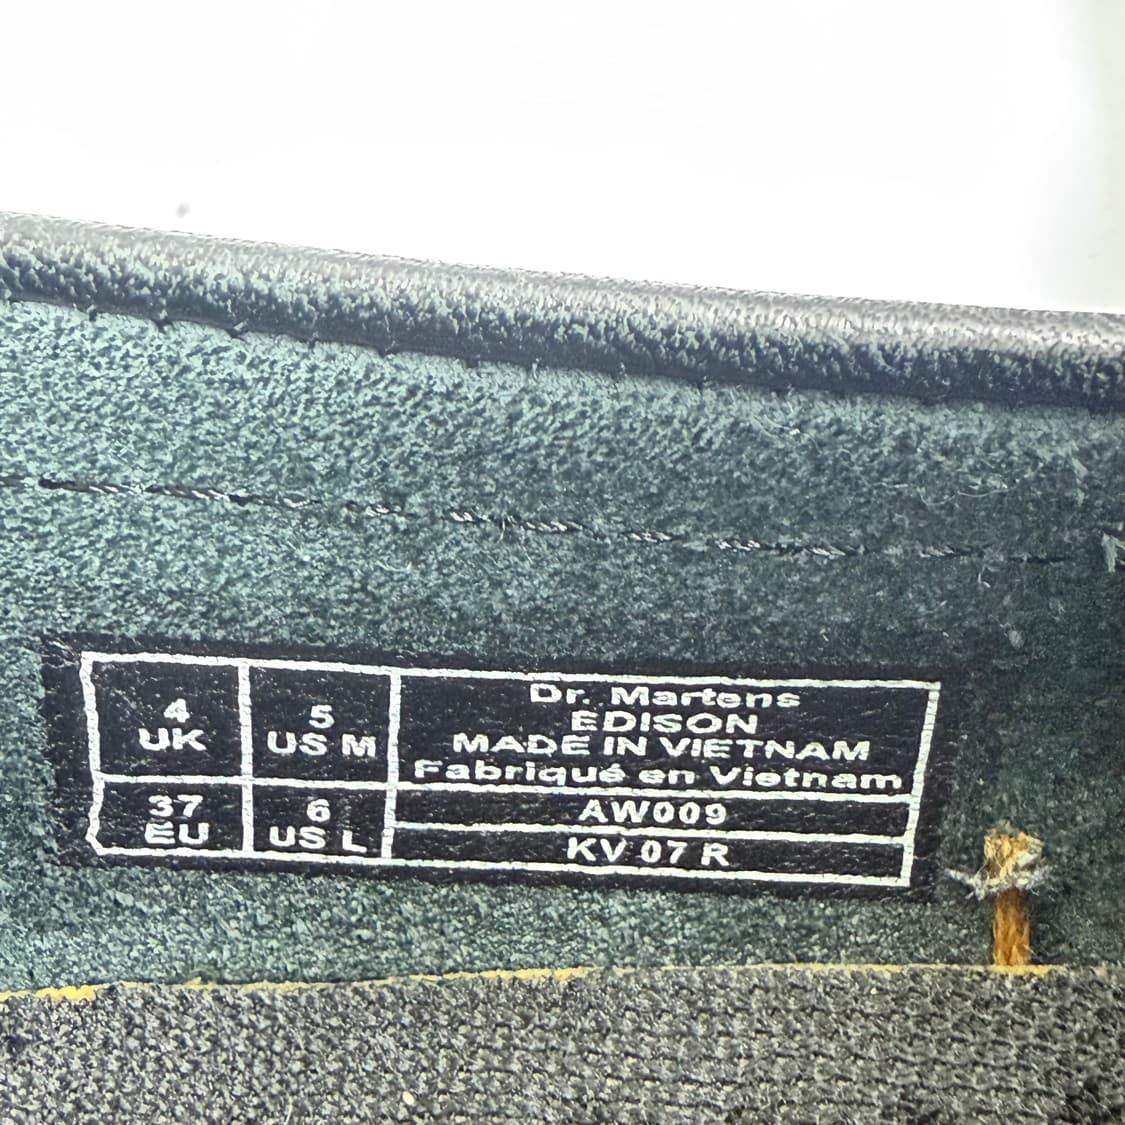 4
UK
5
US M
37
EU
6
US L
Dr. Martens
EDISON
MADE IN VIETNAM
Fabriqué en Vietnam
AW009
KV 07 R